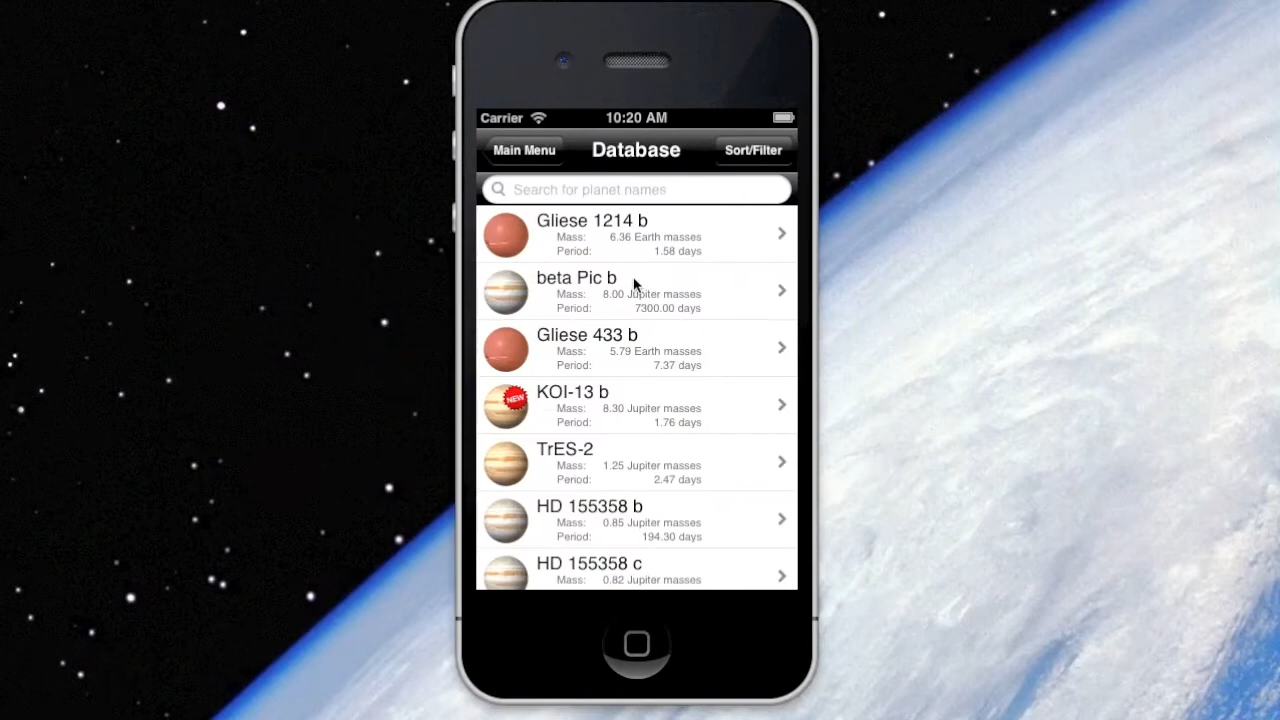 Carrier 10:20 AM
Main Menu Database Sort/Filter
Search for planet names
Gliese 1214 b
Mass: 6.36 Earth masses
Period: 1.58 days
beta Pic b
Mass: 8.00 Jupiter masses
Period: 7300.00 days
Gliese 433 b
Mass: 5.79 Earth masses
Period: 7.37 days
KOI-13 b
NEW
Mass: 8.30 Jupiter masses
Period: 1.76 days
TrES-2
Mass: 1.25 Jupiter masses
Period: 2.47 days
HD 155358 b
Mass: 0.85 Jupiter masses
Period: 194.30 days
HD 155358 c
Mass: 0.82 Jupiter masses